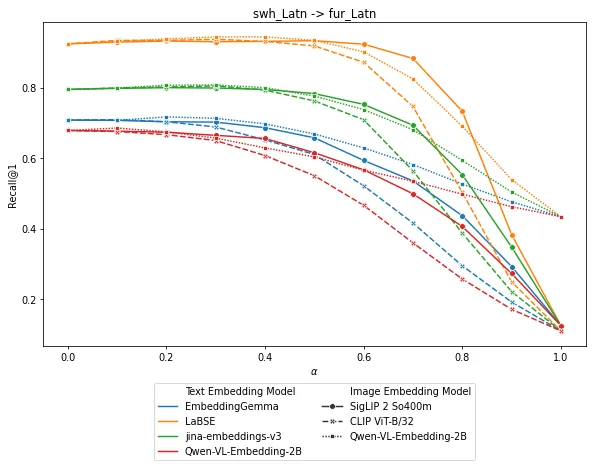 swh_Latn -> fur_Latn
Recall@1
0.8
0.6
0.4
0.2
0.0 0.2 0.4 0.6 0.8 1.0
α
Text Embedding Model Image Embedding Model
EmbeddingGemma SigLIP 2 So400m
LaBSE CLIP ViT-B/32
jina-embeddings-v3 Qwen-VL-Embedding-2B
Qwen-VL-Embedding-2B